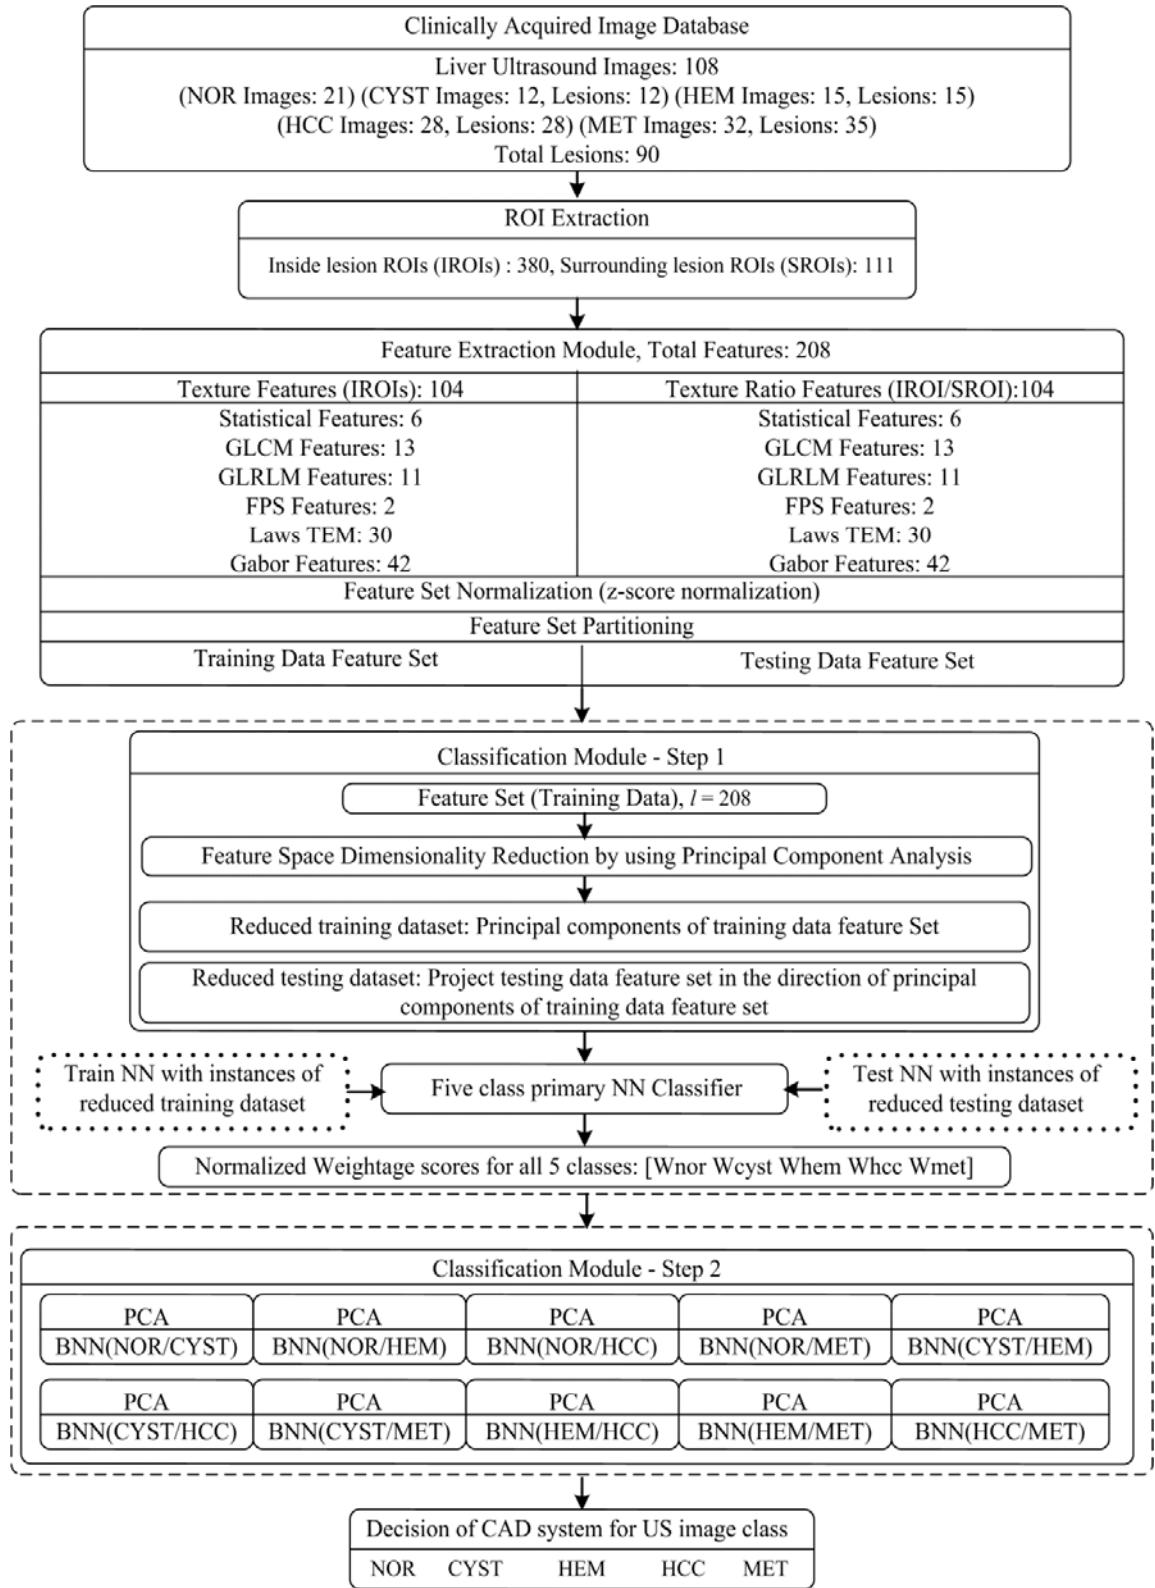 Clinically Acquired Image Database
Liver Ultrasound Images: 108
(NOR Images: 21) (CYST Images: 12, Lesions: 12) (HEM Images: 15, Lesions: 15)
(HCC Images: 28, Lesions: 28) (MET Images: 32, Lesions: 35)
Total Lesions: 90
ROI Extraction
Inside lesion ROIs (IROIs) : 380, Surrounding lesion ROIs (SROIs): 111
Feature Extraction Module, Total Features: 208
Texture Features (IROIs): 104
Statistical Features: 6
GLCM Features: 13
GLRLM Features: 11
FPS Features: 2
Laws TEM: 30
Gabor Features: 42
Texture Ratio Features (IROI/SROI):104
Statistical Features: 6
GLCM Features: 13
GLRLM Features: 11
FPS Features: 2
Laws TEM: 30
Gabor Features: 42
Feature Set Normalization (z-score normalization)
Feature Set Partitioning
Training Data Feature Set
Testing Data Feature Set
Classification Module - Step 1
Feature Set (Training Data), l = 208
Feature Space Dimensionality Reduction by using Principal Component Analysis
Reduced training dataset: Principal components of training data feature Set
Reduced testing dataset: Project testing data feature set in the direction of principal
components of training data feature set
Train NN with instances of
reduced training dataset
Five class primary NN Classifier
Test NN with instances of
reduced testing dataset
Normalized Weightage scores for all 5 classes: [Wnor Wcyst Whem Whcc Wmet]
Classification Module - Step 2
PCA
BNN(NOR/CYST)
PCA
BNN(NOR/HEM)
PCA
BNN(NOR/HCC)
PCA
BNN(NOR/MET)
PCA
BNN(CYST/HEM)
PCA
BNN(CYST/HCC)
PCA
BNN(CYST/MET)
PCA
BNN(HEM/HCC)
PCA
BNN(HEM/MET)
PCA
BNN(HCC/MET)
Decision of CAD system for US image class
NOR CYST HEM HCC MET